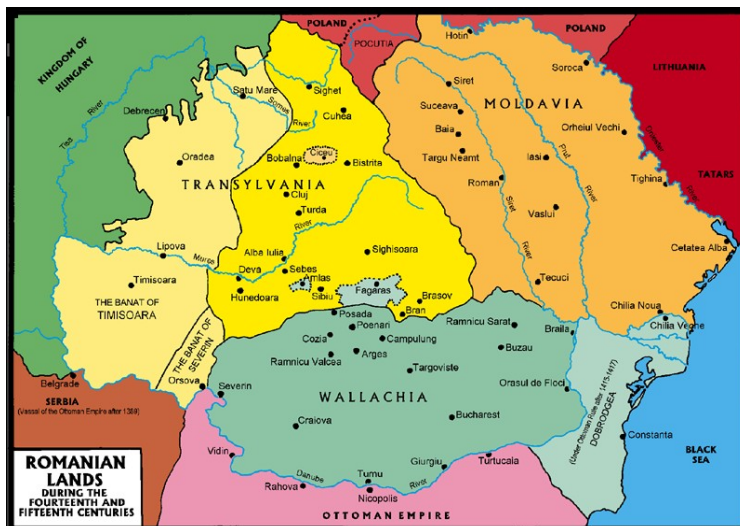 POLAND
POLAND
POCUTIA
KINGDOM OF
HUNGARY
LITHUANIA
TATARS
Hotin
Soroca
Siret
Suceava
MOLDAVIA
Baia
Orheiul Vechi
Targu Neamt
Iasi
Prut
River
Dniester
River
Roman
Tighina
Siret
River
Vaslui
Cetatea Alba
Tecuci
Chilia Noua
Chilia Veche
Satu Mare
Sighet
Somes
River
Cuhea
Debrecen
Tisa
River
Oradea
Ciceu
Bobalna
Bistrita
TRANSYLVANIA
Cluj
Turda
River
Lipova
Mures
Alba Iulia
Sighisoara
Deva
Sebes
Amlas
Fagaras
Timisoara
Hunedoara
Sibiu
Brasov
Bran
THE BANAT OF
TIMISOARA
THE BANAT OF
SEVERIN
Posada
Poenari
Ramnicu Sarat
Braila
Cozia
Campulung
Buzau
Ramnicu Valcea
Arges
Targoviste
Orasul de Floci
Belgrade
Orsova
Severin
WALLACHIA
(Under Ottoman Rule after 1415-1417)
DOBRODGEA
SERBIA
(Vassal of the Ottoman Empire after 1389)
Craiova
Bucharest
Constanta
BLACK
SEA
Vidin
Giurgiu
Turtucaia
Danube
River
Turnu
Rahova
Nicopolis
OTTOMAN EMPIRE
ROMANIAN
LANDS
DURING THE
FOURTEENTH AND
FIFTEENTH CENTURIES